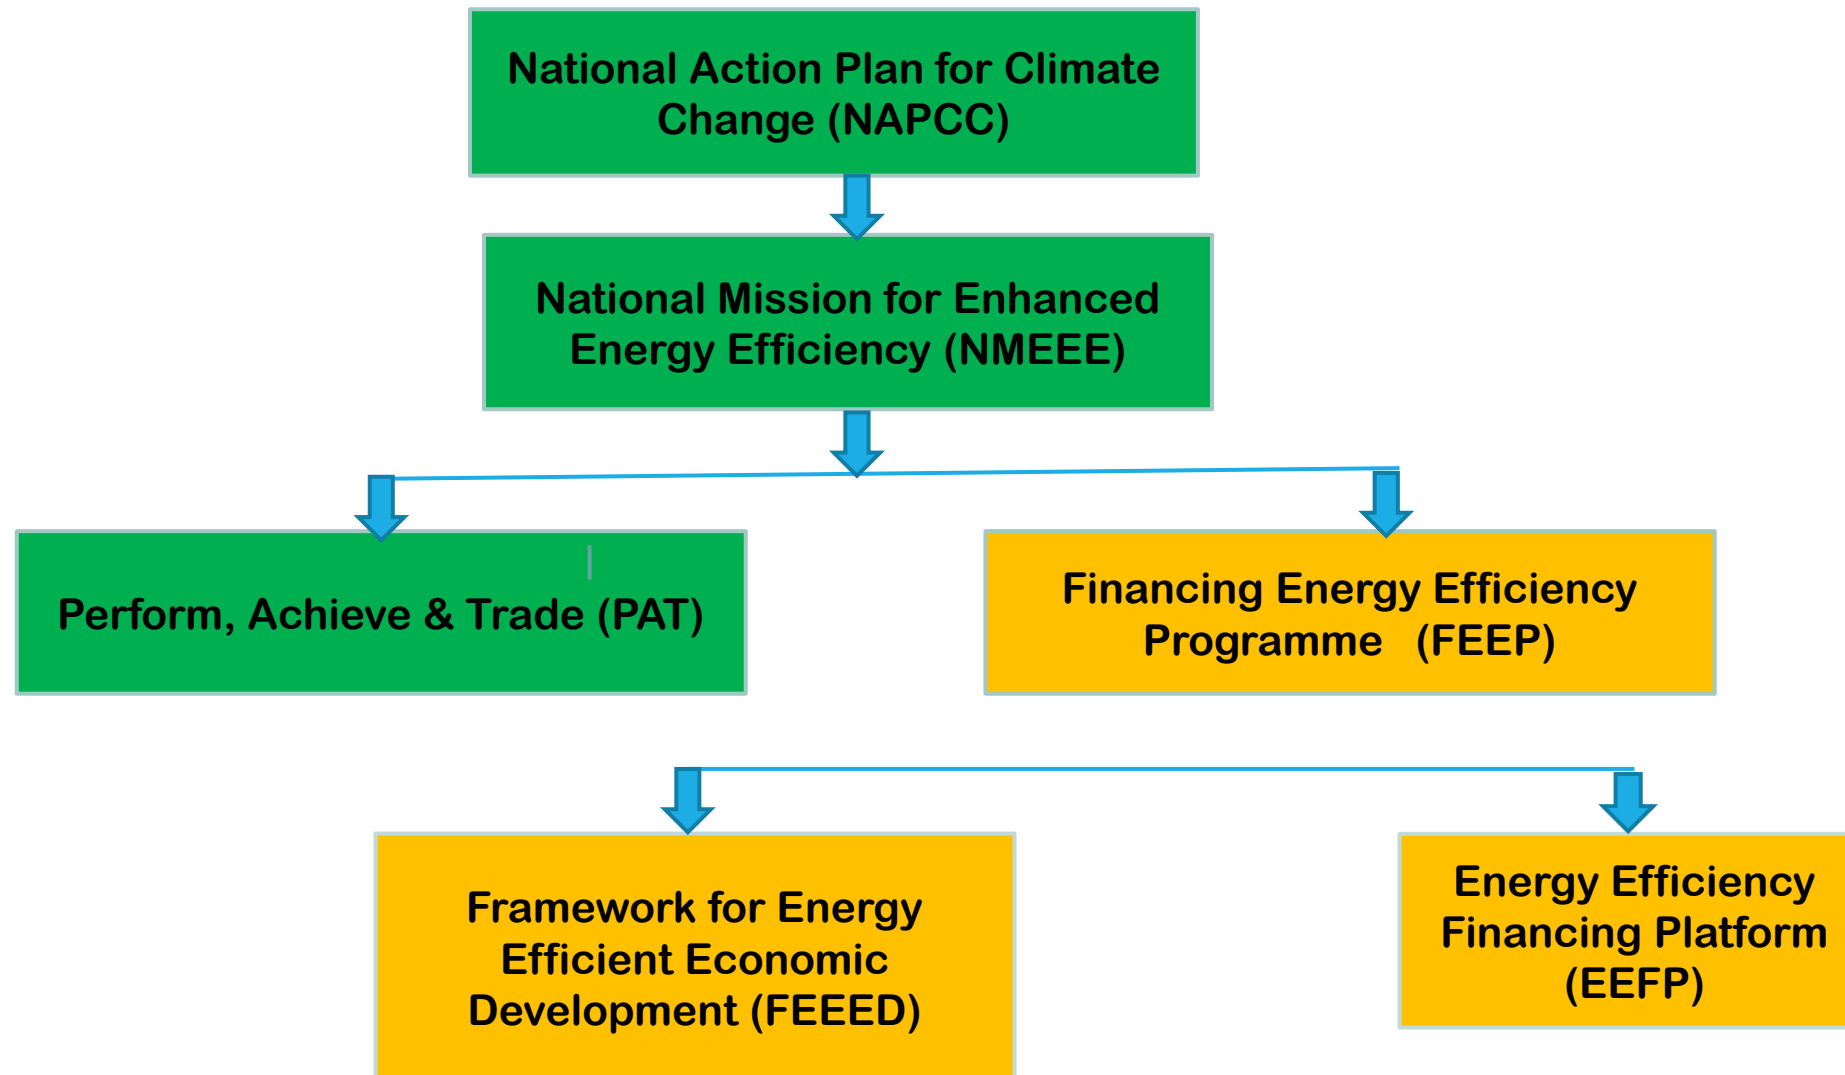 National Action Plan for Climate
Change (NAPCC)
National Mission for Enhanced
Energy Efficiency (NMEEE)
Perform, Achieve & Trade (PAT)
Financing Energy Efficiency
Programme (FEEP)
Framework for Energy
Efficient Economic
Development (FEEED)
Energy Efficiency
Financing Platform
(EEFP)